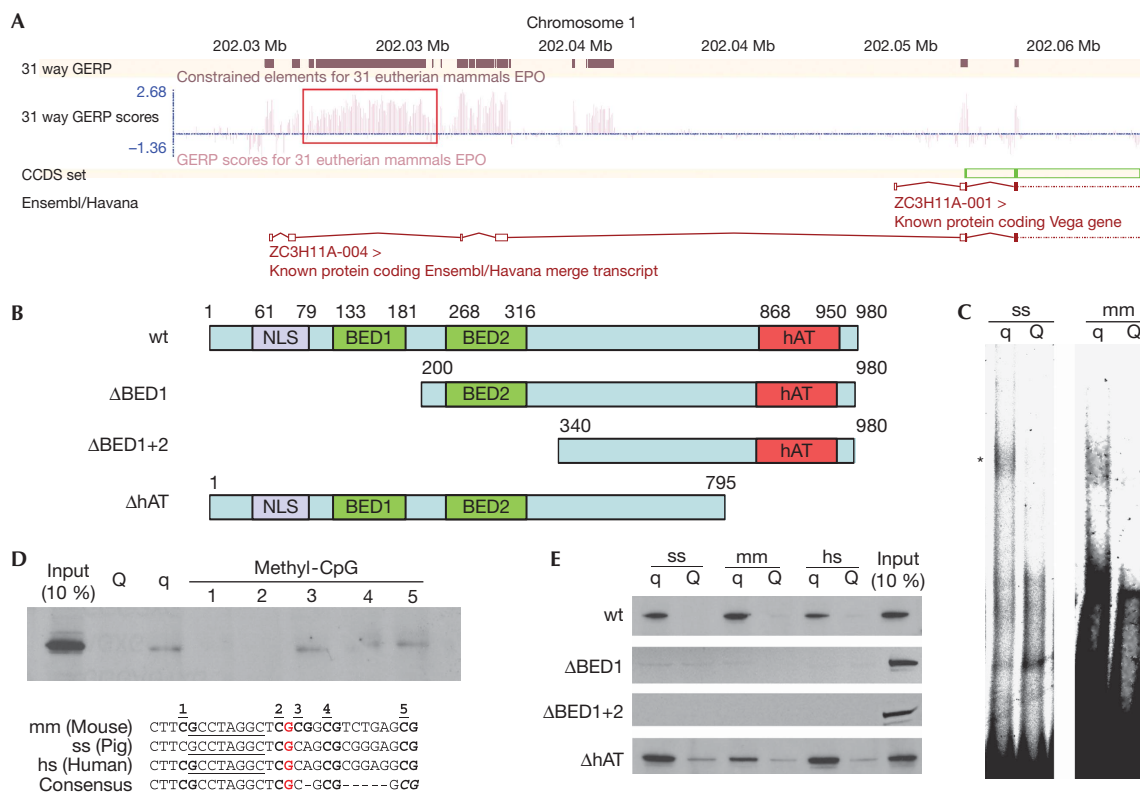 A
Chromosome 1
202.03 Mb 202.03 Mb 202.04 Mb 202.04 Mb 202.05 Mb 202.06 Mb
31 way GERP
Constrained elements for 31 eutherian mammals EPO
2.68
31 way GERP scores
−1.36
GERP scores for 31 eutherian mammals EPO
CCDS set
Ensembl/Havana
ZC3H11A-001 >
Known protein coding Vega gene
ZC3H11A-004 >
Known protein coding Ensembl/Havana merge transcript
B
1 61 79 133 181 268 316 868 950 980
wt NLS BED1 BED2 hAT
200 980
ΔBED1 BED2 hAT
340 980
ΔBED1+2 hAT
1 795
ΔhAT NLS BED1 BED2
C
ss mm
q Q q Q
*
D
Input (10 %) Q q Methyl-CpG
1 2 3 4 5
1 2 3 4 5
mm (Mouse) CTTCGCCTAGGCTCGCGGCGTCTGAGCG
ss (Pig) CTTCGCCTAGGCTCGCAGCGCGGGAGCG
hs (Human) CTTCGCCTAGGCTCGCAGCGCGGAGGCG
Consensus CTTCGCCTAGGCTCGC-GCG-----GCG
E
ss mm hs Input
q Q q Q q Q (10 %)
wt
ΔBED1
ΔBED1+2
ΔhAT